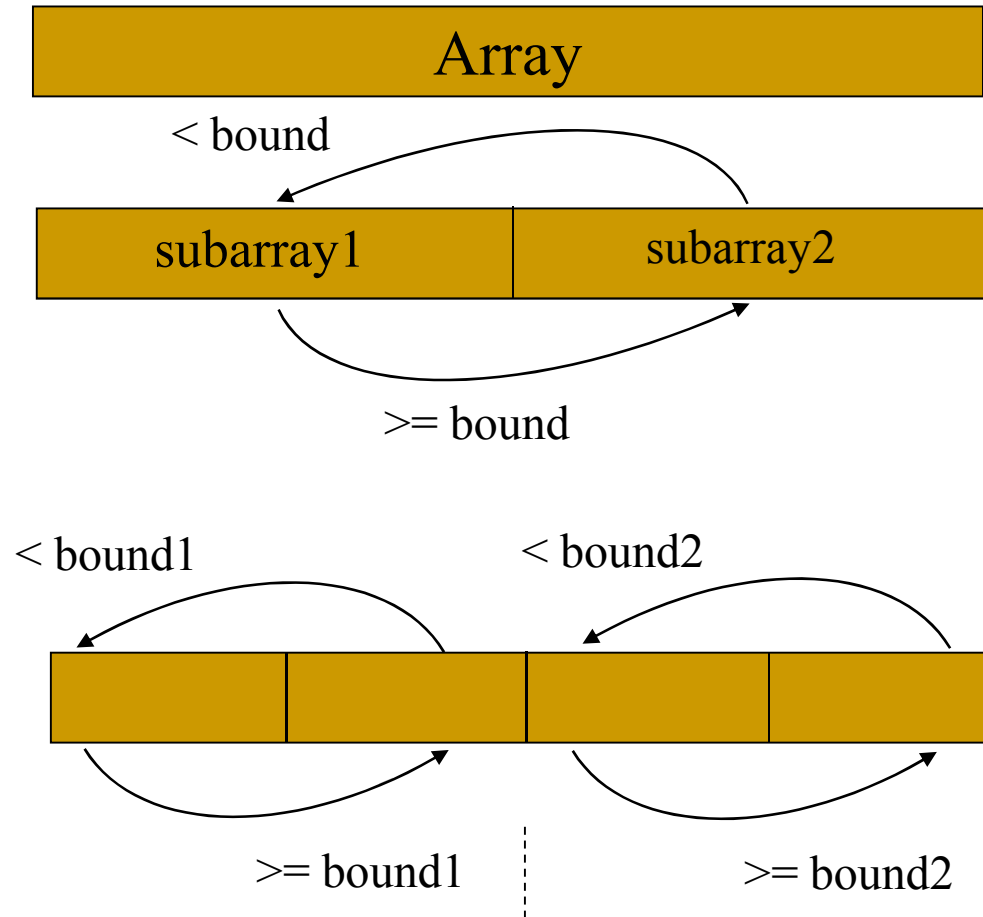 Array
< bound
subarray1 subarray2
>= bound
< bound1 < bound2
>= bound1 >= bound2